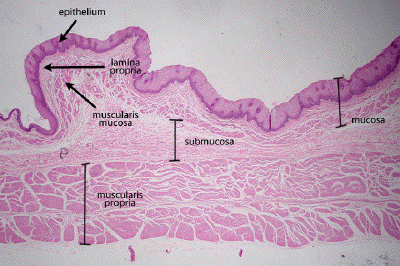 epithelium
lamina
propria
muscularis
mucosa
mucosa
submucosa
muscularis
propria